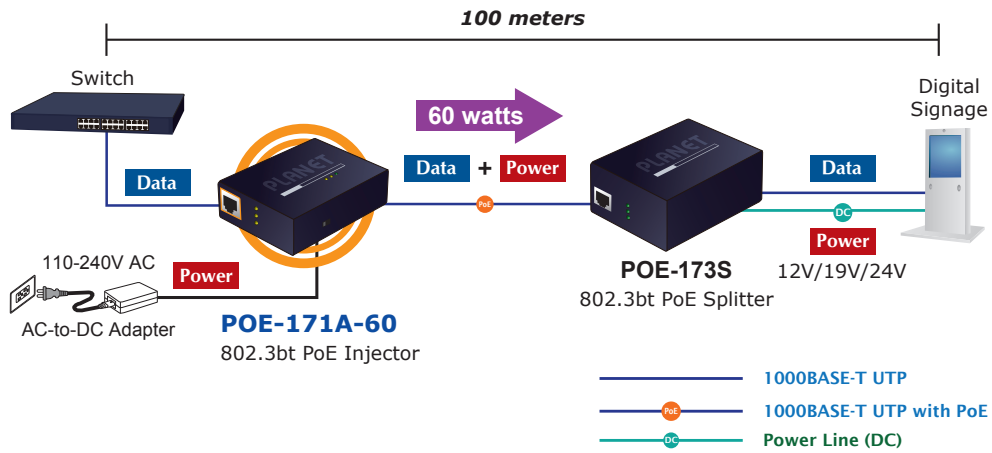 100 meters
Switch
Digital
Signage
60 watts
PLANET
PLANET
Data
Data + Power
PoE
Data
DC
Power
110-240V AC
Power
AC-to-DC Adapter
POE-171A-60
802.3bt PoE Injector
POE-173S
802.3bt PoE Splitter
12V/19V/24V
1000BASE-T UTP
PoE
1000BASE-T UTP with PoE
DC
Power Line (DC)